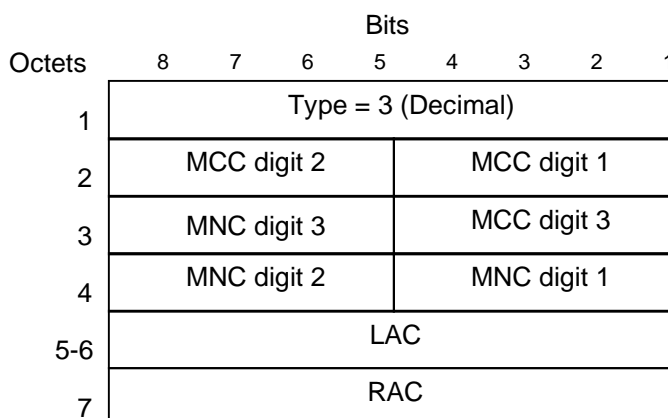 Bits
Octets 8 7 6 5 4 3 2 1
1 Type = 3 (Decimal)
2 MCC digit 2 MCC digit 1
3 MNC digit 3 MCC digit 3
4 MNC digit 2 MNC digit 1
5-6 LAC
7 RAC